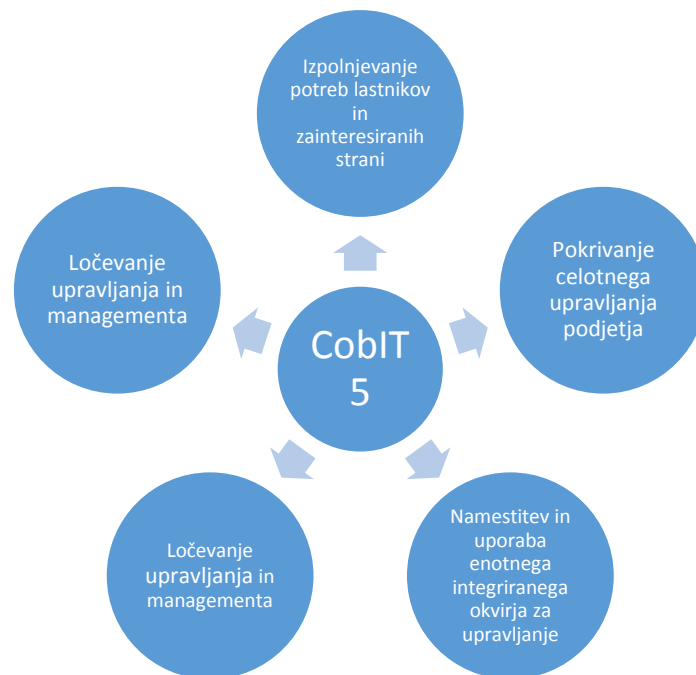 Izpolnjevanje
potreb lastnikov
in
zainteresiranih
strani
Ločevanje
upravljanja in
managementa
Pokrivanje
celotnega
upravljanja
podjetja
CobIT
5
Ločevanje
upravljanja in
managementa
Namestitev in
uporaba
enotnega
integriranega
okvirja za
upravljanje